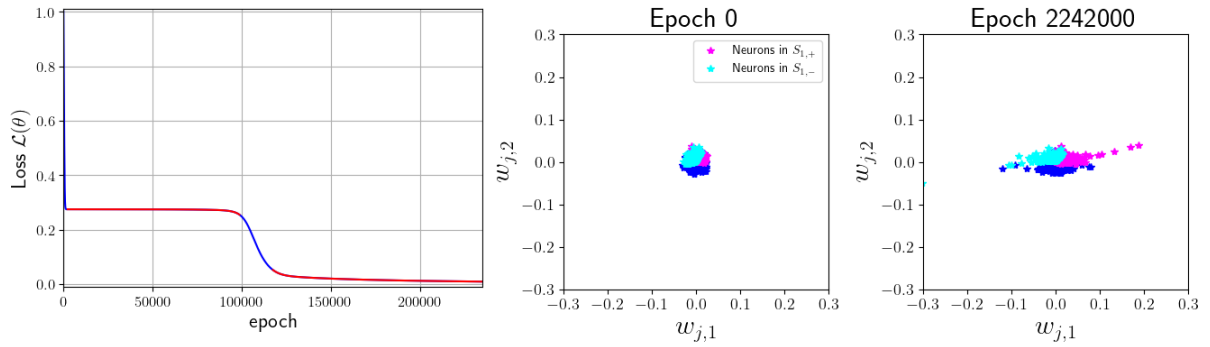 Loss $\mathcal{L}(\theta)$
1.0
0.8
0.6
0.4
0.2
0.0
0 50000 100000 150000 200000
epoch
Epoch 0
$w_{j,2}$
0.3
0.2
0.1
0.0
−0.1
−0.2
−0.3
Neurons in $S_{1,+}$
Neurons in $S_{1,-}$
−0.3 −0.2 −0.1 0.0 0.1 0.2 0.3
$w_{j,1}$
Epoch 2242000
$w_{j,2}$
0.3
0.2
0.1
0.0
−0.1
−0.2
−0.3
−0.3 −0.2 −0.1 0.0 0.1 0.2 0.3
$w_{j,1}$